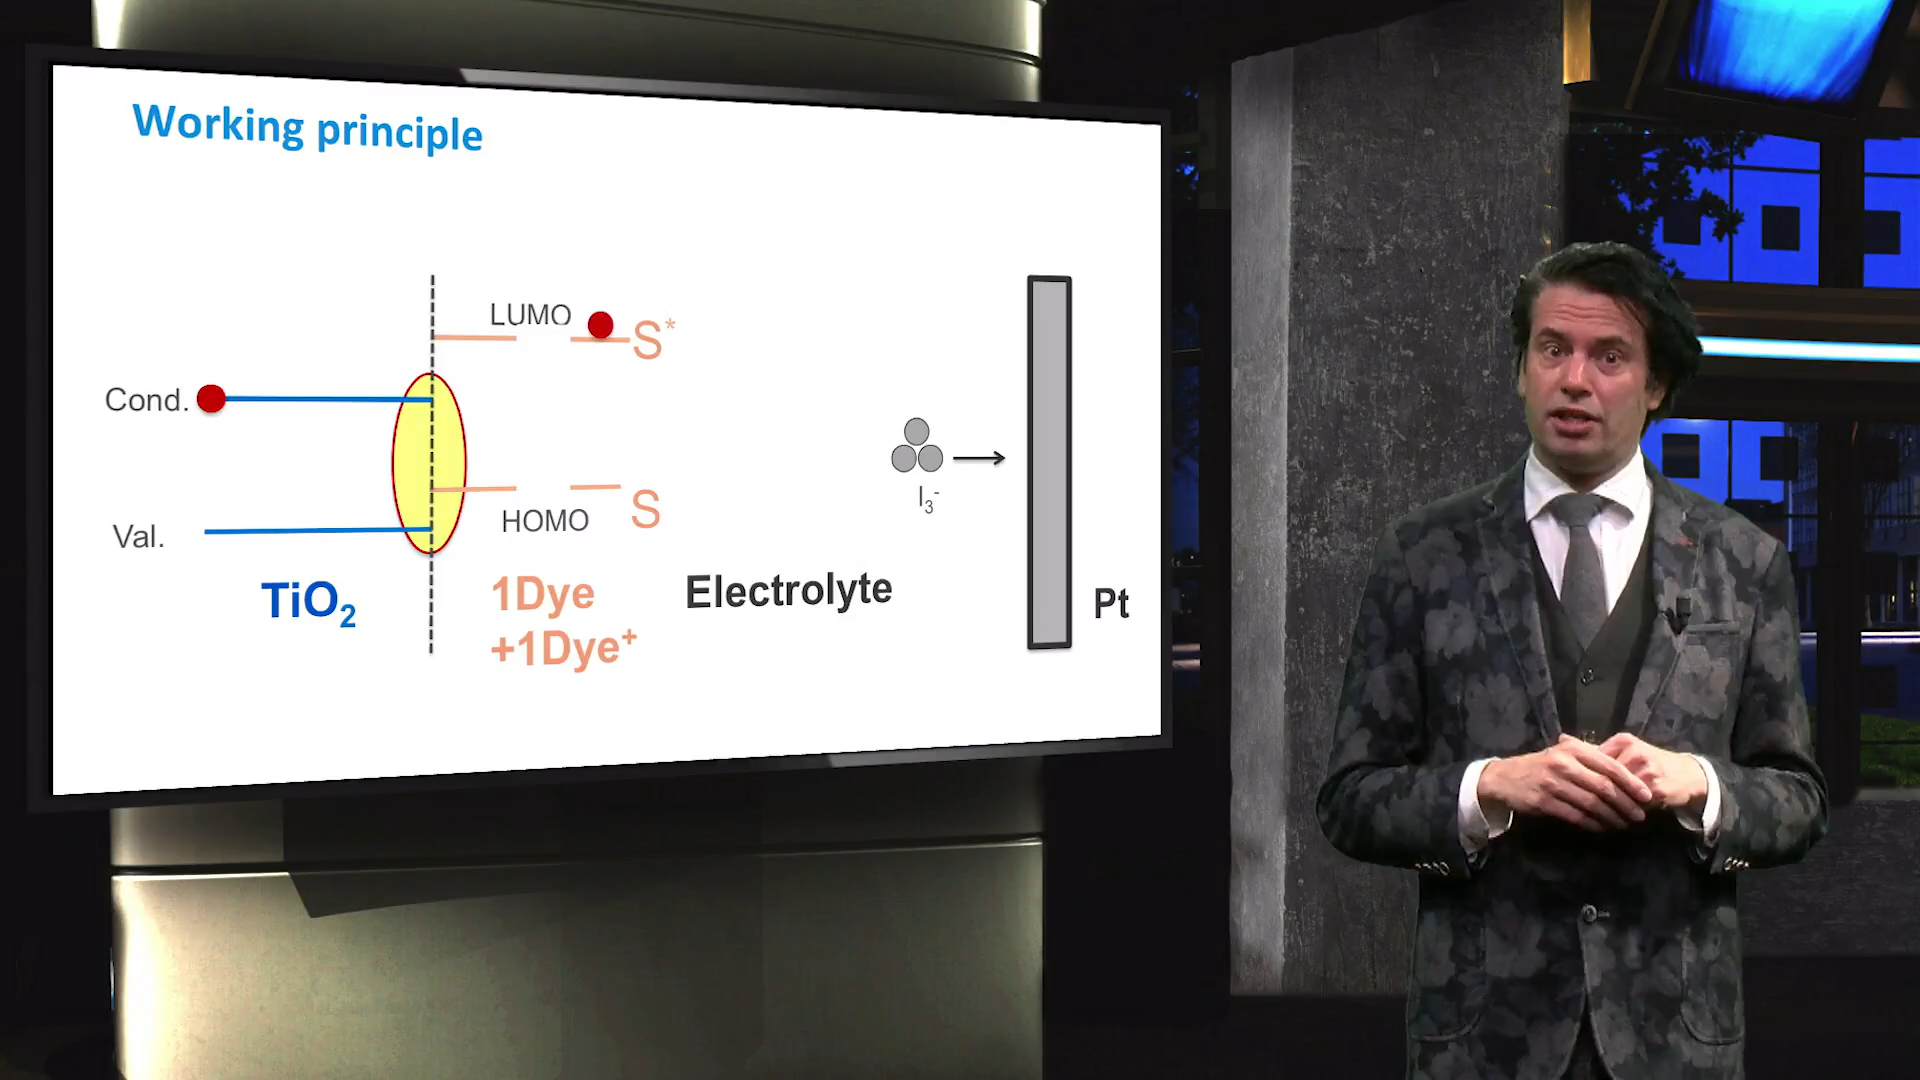 Working principle
LUMO
S*
Cond.
I₃⁻
S
HOMO
Val.
TiO₂
1Dye
+1Dye⁺
Electrolyte
Pt